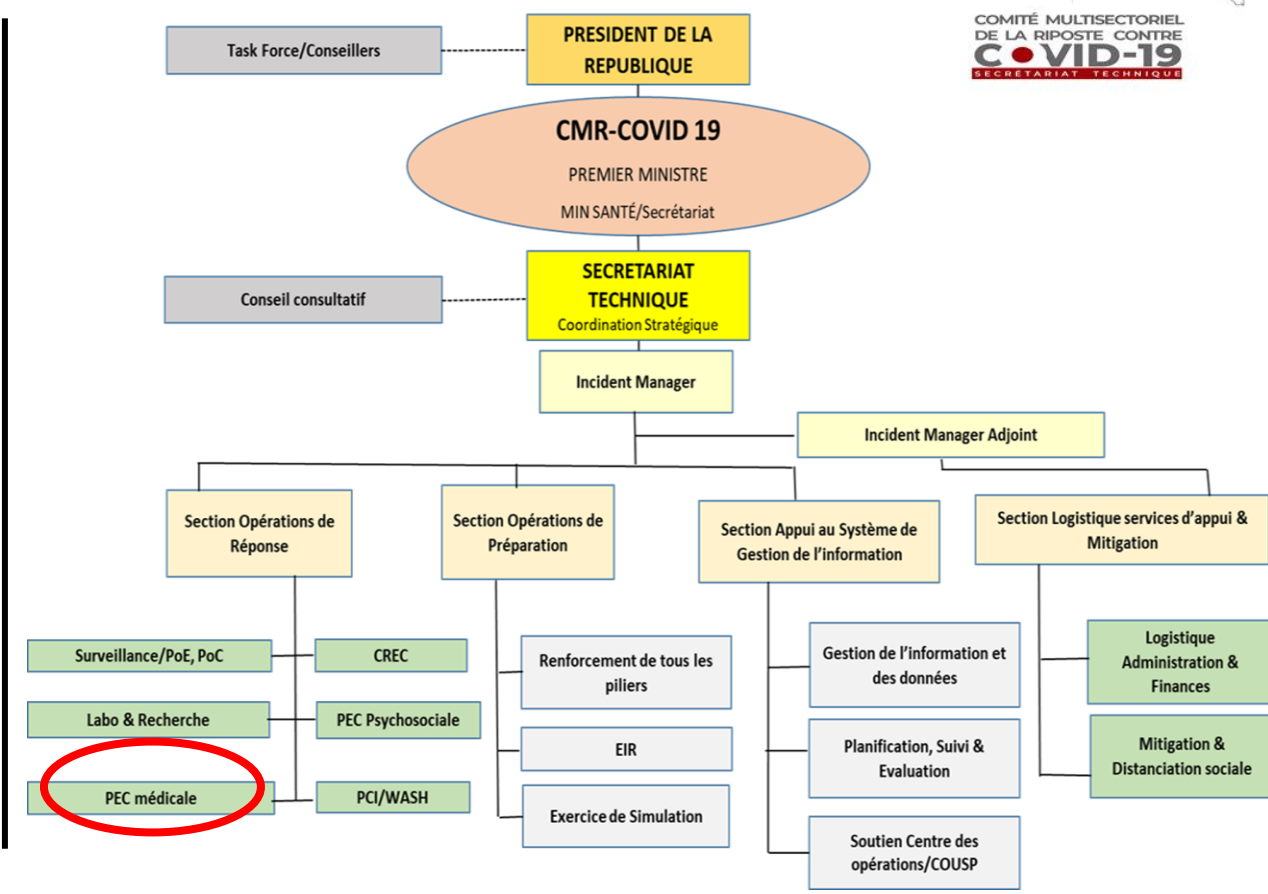 COMITÉ MULTISECTORIEL
DE LA RIPOSTE CONTRE
COVID-19
SECRÉTARIAT TECHNIQUE
Task Force/Conseillers
PRESIDENT DE LA
REPUBLIQUE
CMR-COVID 19
PREMIER MINISTRE
MIN SANTÉ/Secrétariat
Conseil consultatif
SECRETARIAT
TECHNIQUE
Coordination Stratégique
Incident Manager
Incident Manager Adjoint
Section Opérations de
Réponse
Section Opérations de
Préparation
Section Appui au Système de
Gestion de l'information
Section Logistique services d'appui &
Mitigation
Surveillance/PoE, PoC
CREC
Labo & Recherche
PEC Psychosociale
PEC médicale
PCI/WASH
Renforcement de tous les
piliers
EIR
Exercice de Simulation
Gestion de l'information et
des données
Planification, Suivi &
Evaluation
Soutien Centre des
opérations/COUSP
Logistique
Administration &
Finances
Mitigation &
Distanciation sociale